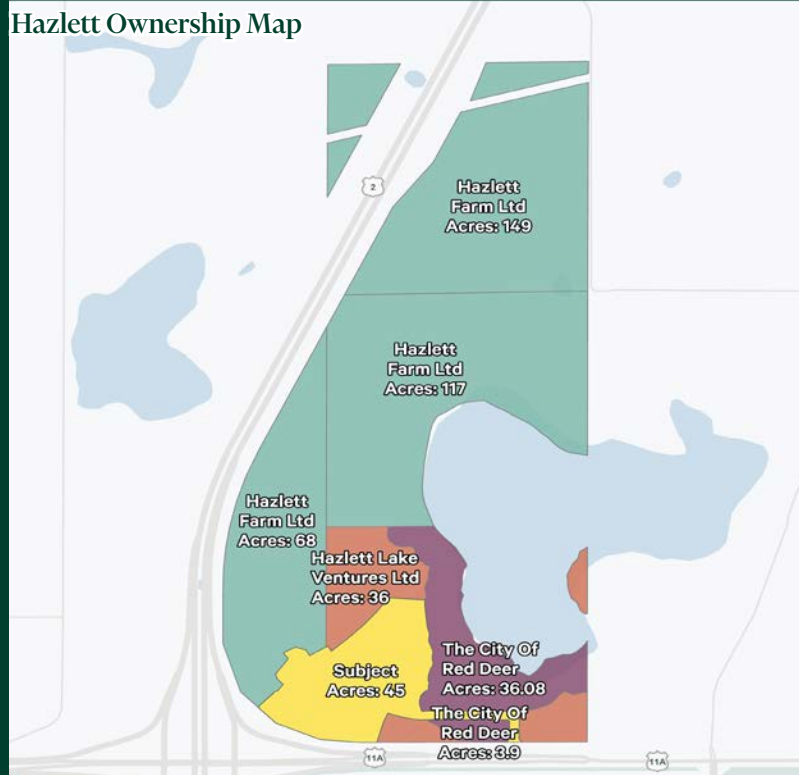 Hazlett Ownership Map
2
Hazlett
Farm Ltd
Acres: 149
Hazlett
Farm Ltd
Acres: 117
Hazlett
Farm Ltd
Acres: 68
Hazlett Lake
Ventures Ltd
Acres: 36
Subject
Acres: 45
The City Of
Red Deer
Acres: 36.08
The City Of
Red Deer
Acres: 3.9
11A
11A